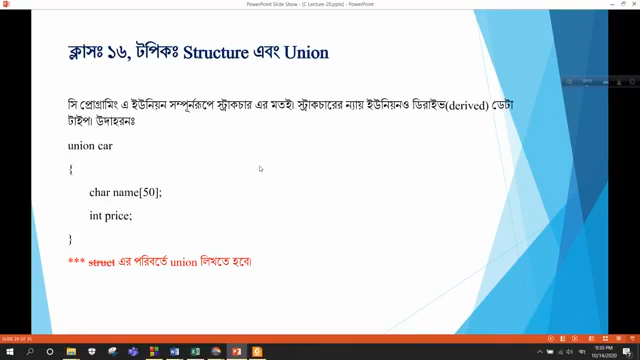 PowerPoint Slide Show - [C Lecture-20.pptx] - PowerPoint
ক্লাসঃ ১৬, টপিকঃ Structure এবং Union
সি প্রোগ্রামিং এ ইউনিয়ন সম্পূর্নরূপে স্ট্রাকচার এর মতই। স্ট্রাকচারের ন্যায় ইউনিয়নও ডিরাইভ(derived) ডেটা
টাইপ। উদাহরনঃ
union car
{
char name[50];
int price;
}
*** struct এর পরিবর্তে union লিখতে হবে।
9:30 PM
10/14/2020